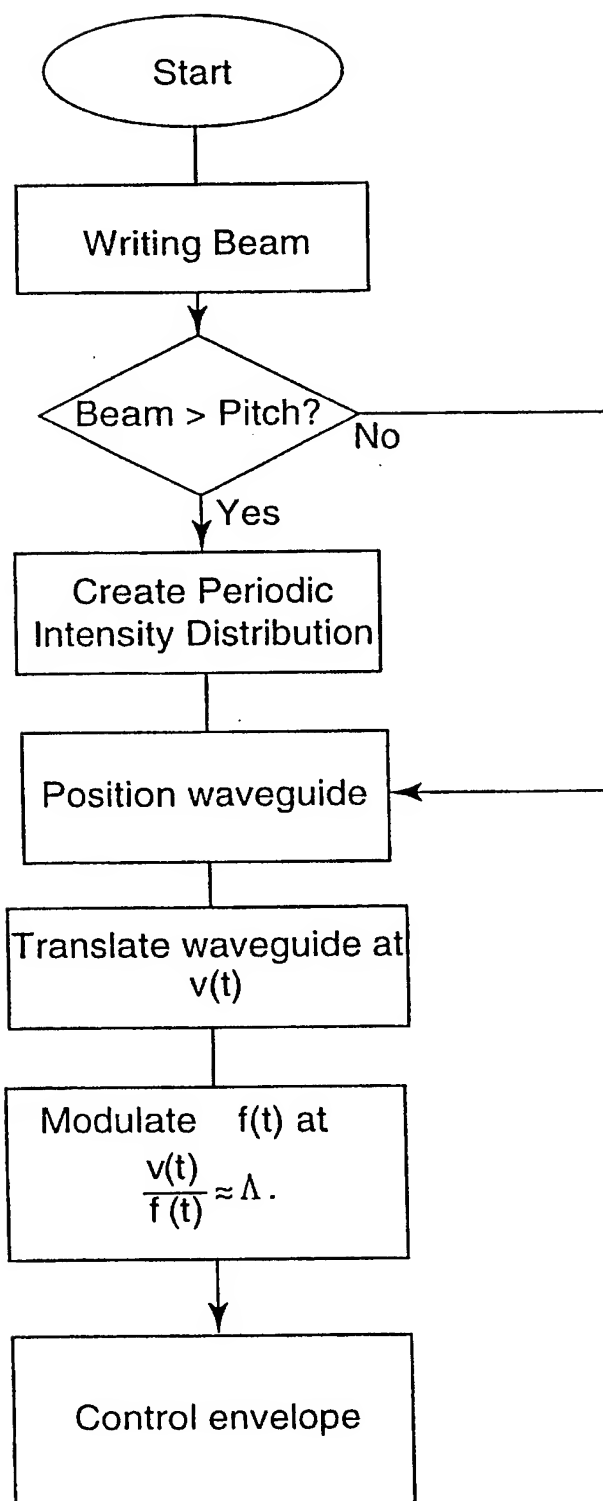 Start
Writing Beam
Beam > Pitch?
No
Yes
Create Periodic
Intensity Distribution
Position waveguide
Translate waveguide at
v(t)
Modulate f(t) at
v(t)
f (t) ≈ Λ.
Control envelope